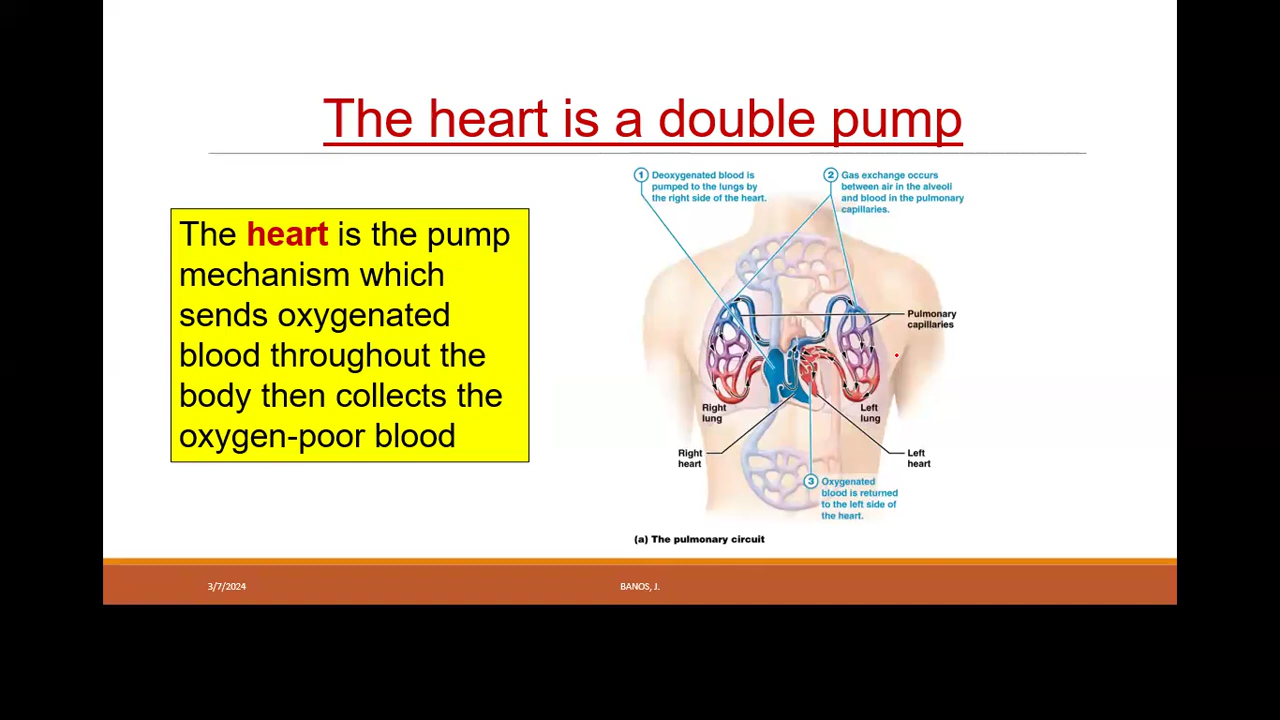 The heart is a double pump
The heart is the pump
mechanism which
sends oxygenated
blood throughout the
body then collects the
oxygen-poor blood
1 Deoxygenated blood is
pumped to the lungs by
the right side of the heart.
2 Gas exchange occurs
between air in the alveoli
and blood in the pulmonary
capillaries.
Pulmonary
capillaries
Right
lung
Left
lung
Right
heart
Left
heart
3 Oxygenated
blood is returned
to the left side of
the heart.
(a) The pulmonary circuit
3/7/2024
BANOS, J.